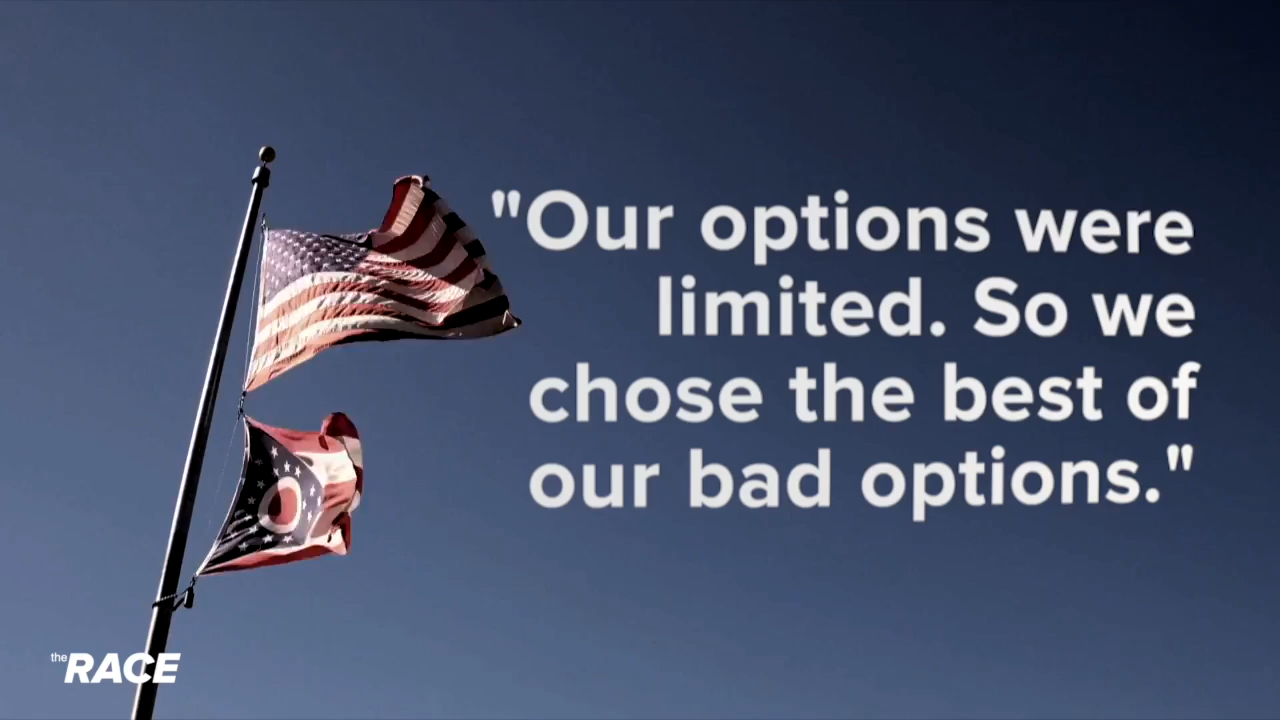 "Our options were
limited. So we
chose the best of
our bad options."
the RACE